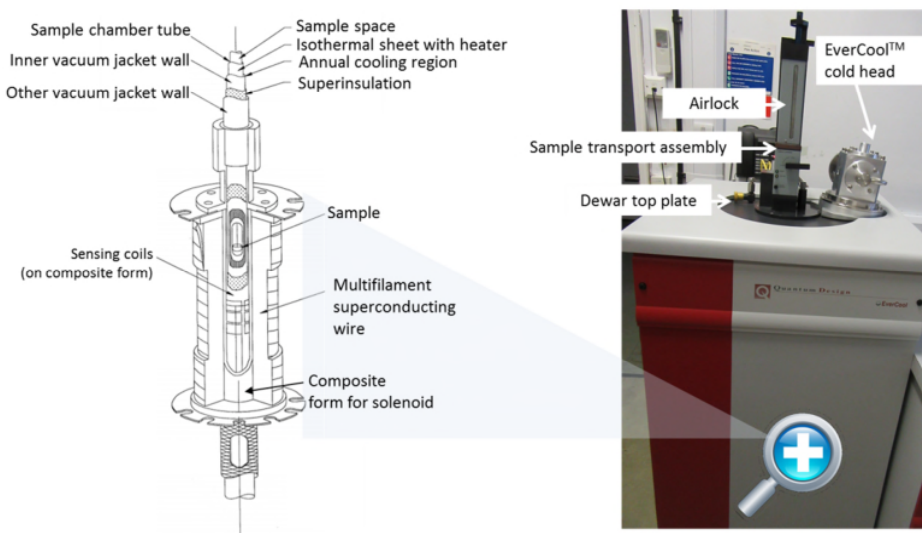 Sample space
Sample chamber tube
Isothermal sheet with heater
Inner vacuum jacket wall
Annual cooling region
Other vacuum jacket wall
Superinsulation
Sample
Sensing coils
(on composite form)
Multifilament
superconducting
wire
Composite
form for solenoid
EverCool™
cold head
Airlock
Sample transport assembly
Dewar top plate
Quantum Design
EverCool